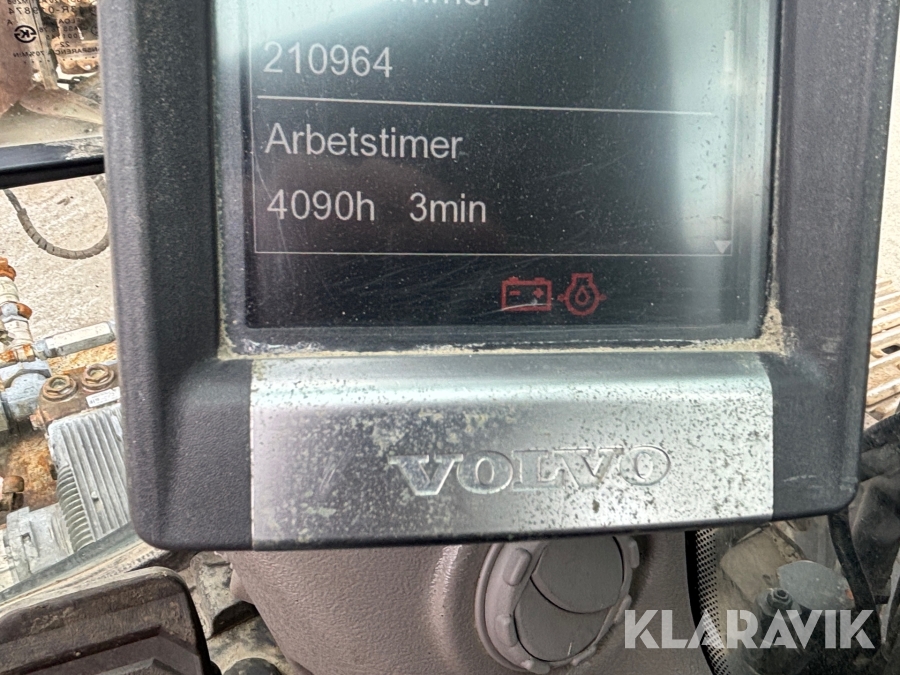 210964
Arbetstimer
4090h 3min
VOLVO
KLARAVIK